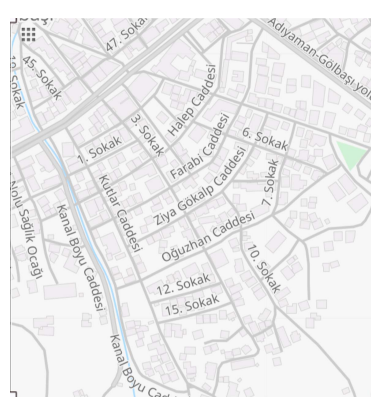 47. Sokak
Adıyaman-Gölbaşı yolu
45. Sokak
Sokak
Halep Caddesi
3. Sokak
6. Sokak
1. Sokak
Farabi Caddesi
Kutlar Caddesi
Ziya Gökalp Caddesi
7. Sokak
Nolu Sağlık Ocağı
Kanal Boyu Caddesi
Oğuzhan Caddesi
10. Sokak
12. Sokak
15. Sokak
Kanal Boyu Ca